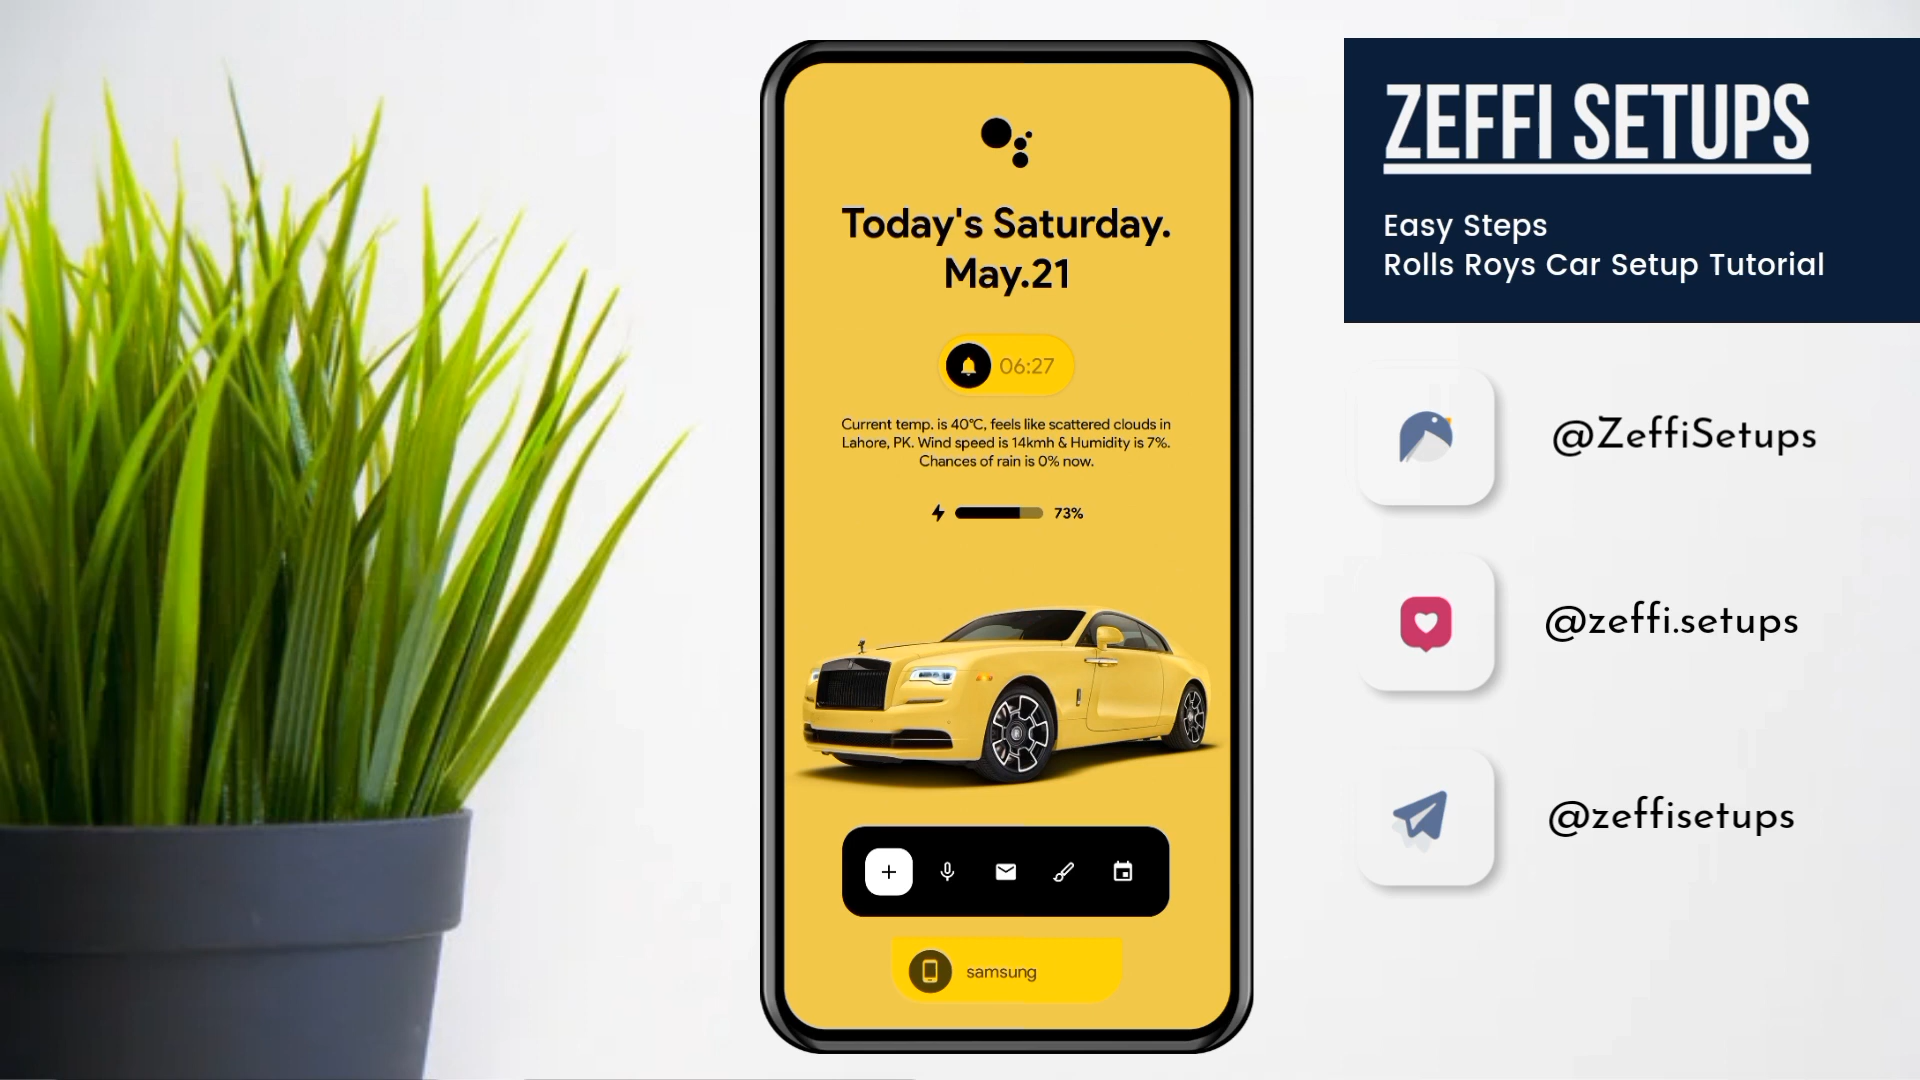 ZEFFI SETUPS
Easy Steps
Rolls Roys Car Setup Tutorial
Today's Saturday.
May.21
06:27
Current temp. is 40°C, feels like scattered clouds in
Lahore, PK. Wind speed is 14kmh & Humidity is 7%.
Chances of rain is 0% now.
73%
samsung
@ZeffiSetups
@zeffi.setups
@zeffisetups